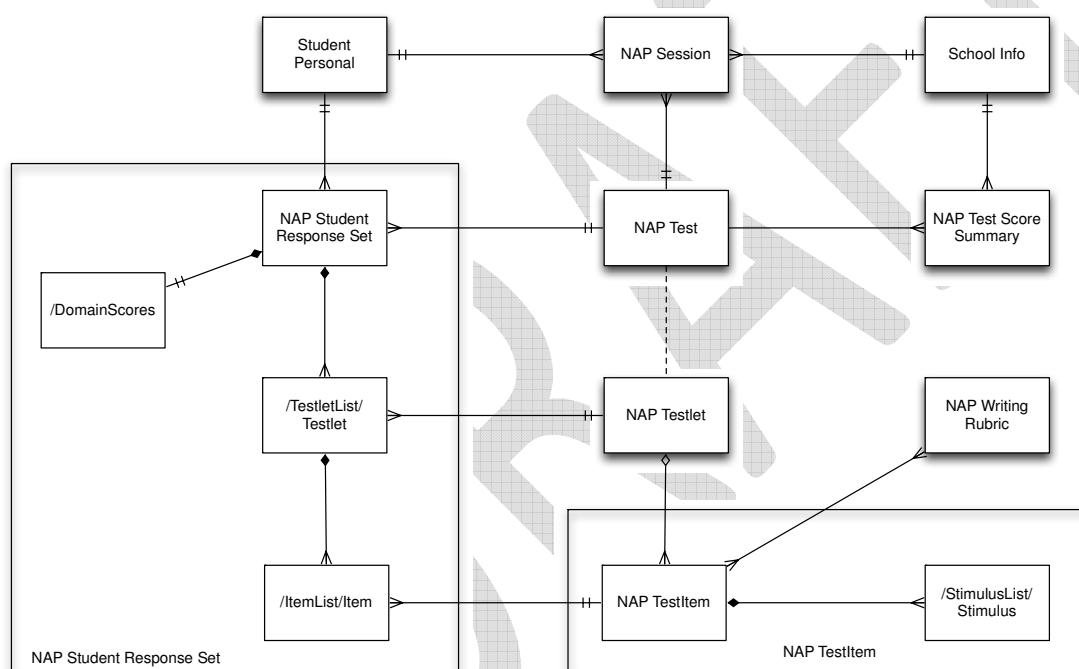 Student
Personal
NAP Session
School Info
NAP Student
Response Set
NAP Test
NAP Test Score
Summary
/DomainScores
/TestletList/
Testlet
NAP Testlet
NAP Writing
Rubric
/ItemList/Item
NAP TestItem
/StimulusList/
Stimulus
NAP Student Response Set
NAP TestItem